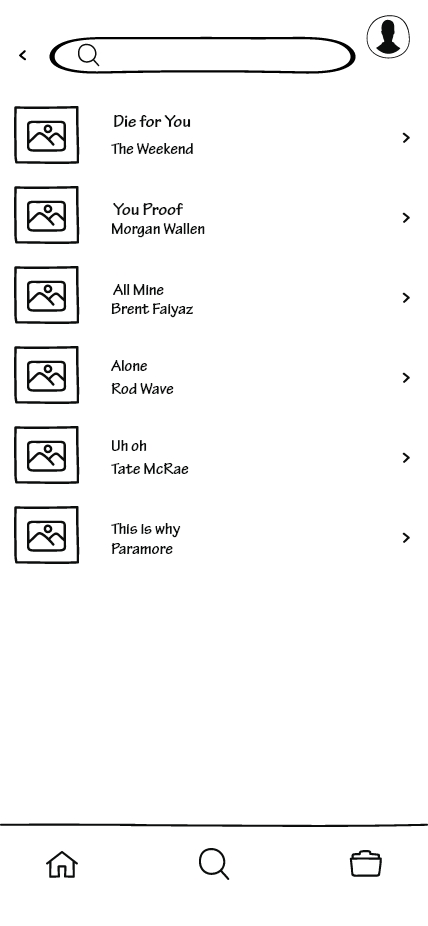 Die for You
The Weekend
You Proof
Morgan Wallen
All Mine
Brent Faiyaz
Alone
Rod Wave
Uh oh
Tate McRae
This is why
Paramore